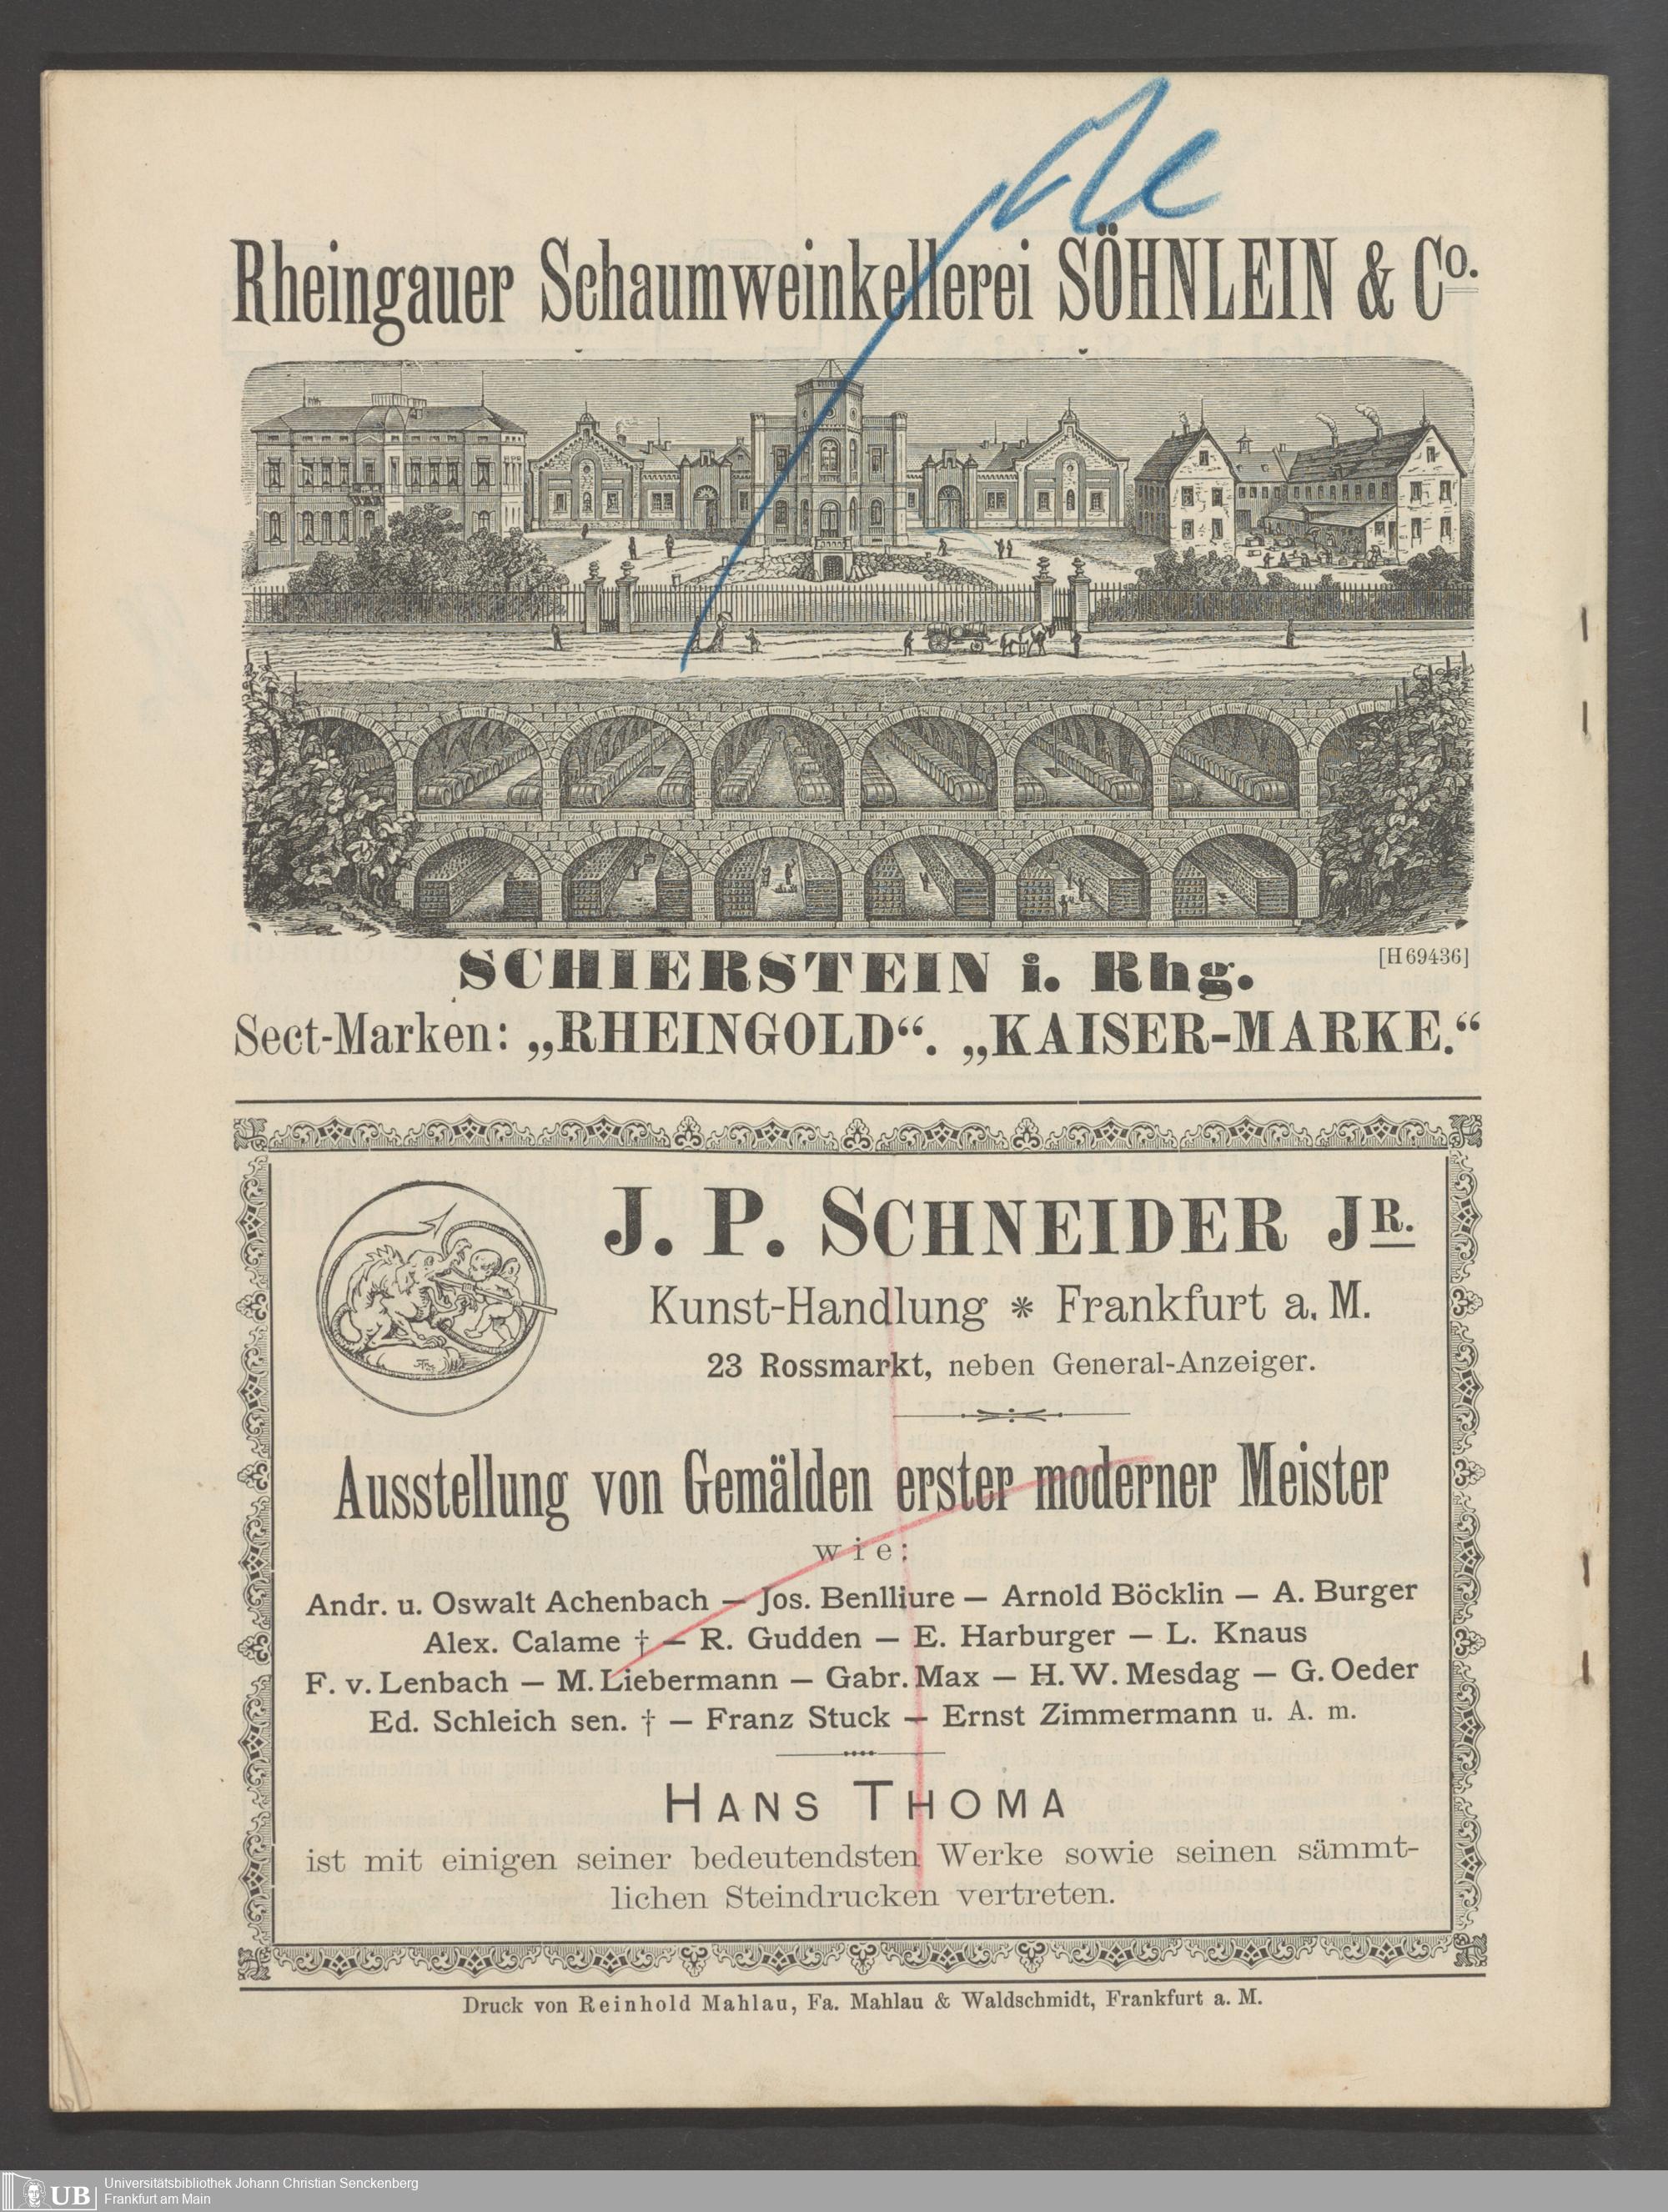 Rheingauer Schaumweinkellerei SÖHNLEIN & Co.
SCHIERSTEIN i. Rhg.
[H 69436]
Sect-Marken: „RHEINGOLD“. „KAISER-MARKE.“
J. P. SCHNEIDER JR.
Kunst-Handlung * Frankfurt a. M.
23 Rossmarkt, neben General-Anzeiger.
Ausstellung von Gemälden erster moderner Meister
wie:
Andr. u. Oswalt Achenbach — Jos. Benlliure — Arnold Böcklin — A. Burger
Alex. Calame † — R. Gudden — E. Harburger — L. Knaus
F. v. Lenbach — M. Liebermann — Gabr. Max — H. W. Mesdag — G. Oeder
Ed. Schleich sen. † — Franz Stuck — Ernst Zimmermann u. A. m.
HANS THOMA
ist mit einigen seiner bedeutendsten Werke sowie seinen sämmt-
lichen Steindrucken vertreten.
Druck von Reinhold Mahlau, Fa. Mahlau & Waldschmidt, Frankfurt a. M.
UB
Universitätsbibliothek Johann Christian Senckenberg
Frankfurt am Main